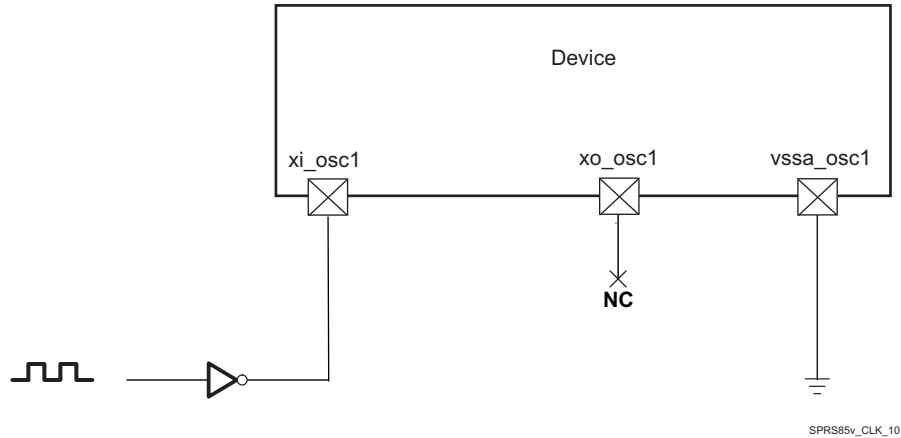 Device
xi_osc1
xo_osc1
vssa_osc1
NC
SPRS85v_CLK_10